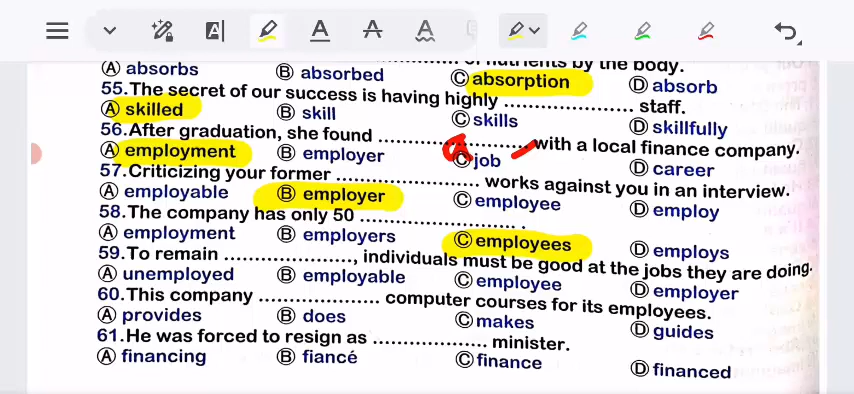 of nutrients by the body.
Ⓐ absorbs Ⓑ absorbed Ⓒ absorption Ⓓ absorb
55.The secret of our success is having highly ..................... staff.
Ⓐ skilled Ⓑ skill Ⓒ skills Ⓓ skillfully
56.After graduation, she found ........................ with a local finance company.
Ⓐ employment Ⓑ employer Ⓒ job Ⓓ career
57.Criticizing your former ....................... works against you in an interview.
Ⓐ employable Ⓑ employer Ⓒ employee Ⓓ employ
58.The company has only 50 .......................... .
Ⓐ employment Ⓑ employers Ⓒ employees Ⓓ employs
59.To remain ....................., individuals must be good at the jobs they are doing.
Ⓐ unemployed Ⓑ employable Ⓒ employee Ⓓ employer
60.This company .................... computer courses for its employees.
Ⓐ provides Ⓑ does Ⓒ makes Ⓓ guides
61.He was forced to resign as ................... minister.
Ⓐ financing Ⓑ fiancé Ⓒ finance Ⓓ financed